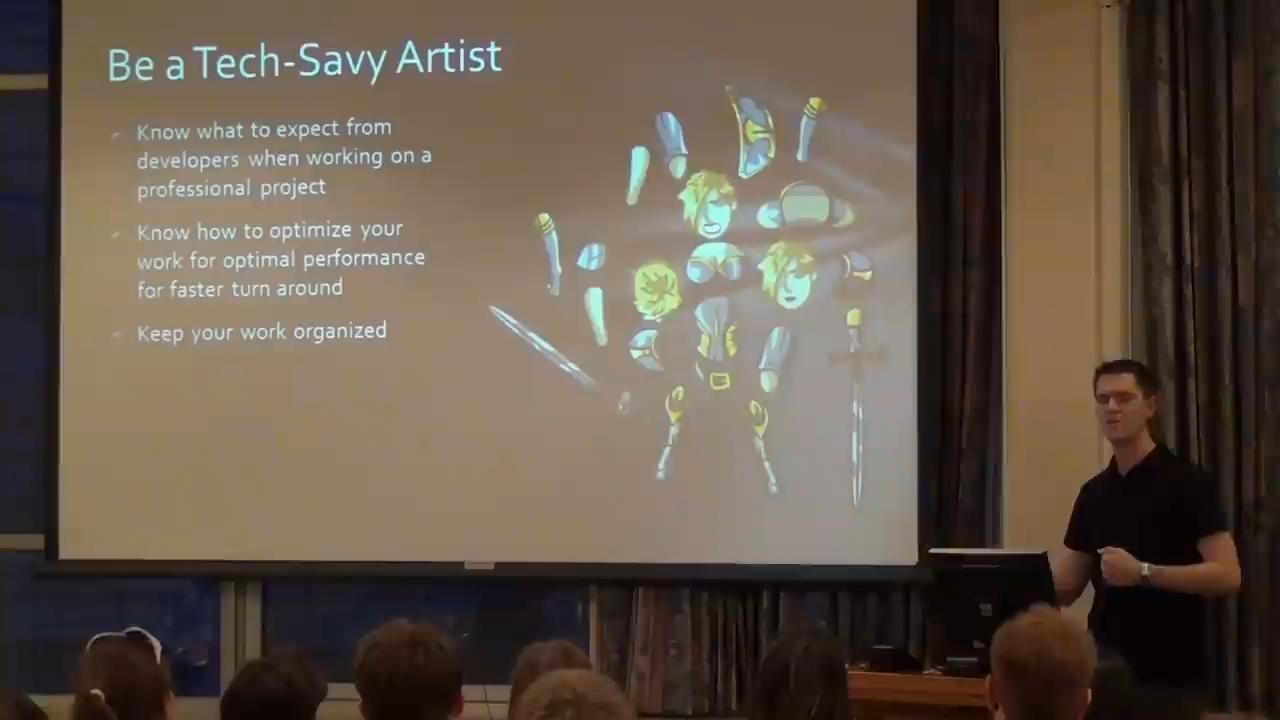 Be a Tech-Savy Artist
Know what to expect from
developers when working on a
professional project
Know how to optimize your
work for optimal performance
for faster turn around
Keep your work organized